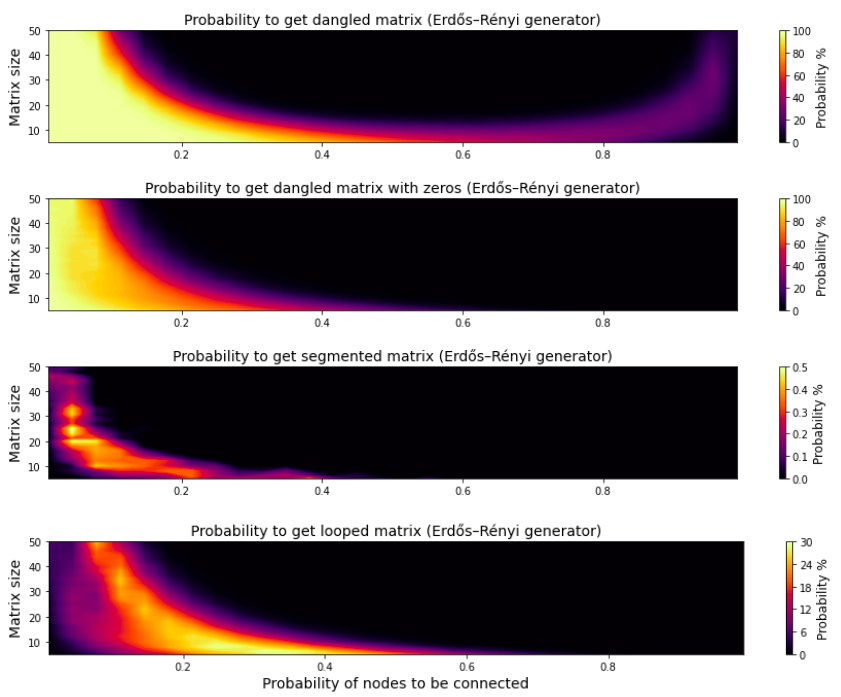 Probability to get dangled matrix (Erdős–Rényi generator)
Matrix size
50
40
30
20
10
0.2 0.4 0.6 0.8
100
80
60
40
20
0
Probability %
Probability to get dangled matrix with zeros (Erdős–Rényi generator)
Matrix size
50
40
30
20
10
0.2 0.4 0.6 0.8
100
80
60
40
20
0
Probability %
Probability to get segmented matrix (Erdős–Rényi generator)
Matrix size
50
40
30
20
10
0.2 0.4 0.6 0.8
0.5
0.4
0.3
0.2
0.1
0.0
Probability %
Probability to get looped matrix (Erdős–Rényi generator)
Matrix size
50
40
30
20
10
0.2 0.4 0.6 0.8
30
24
18
12
6
0
Probability %
Probability of nodes to be connected